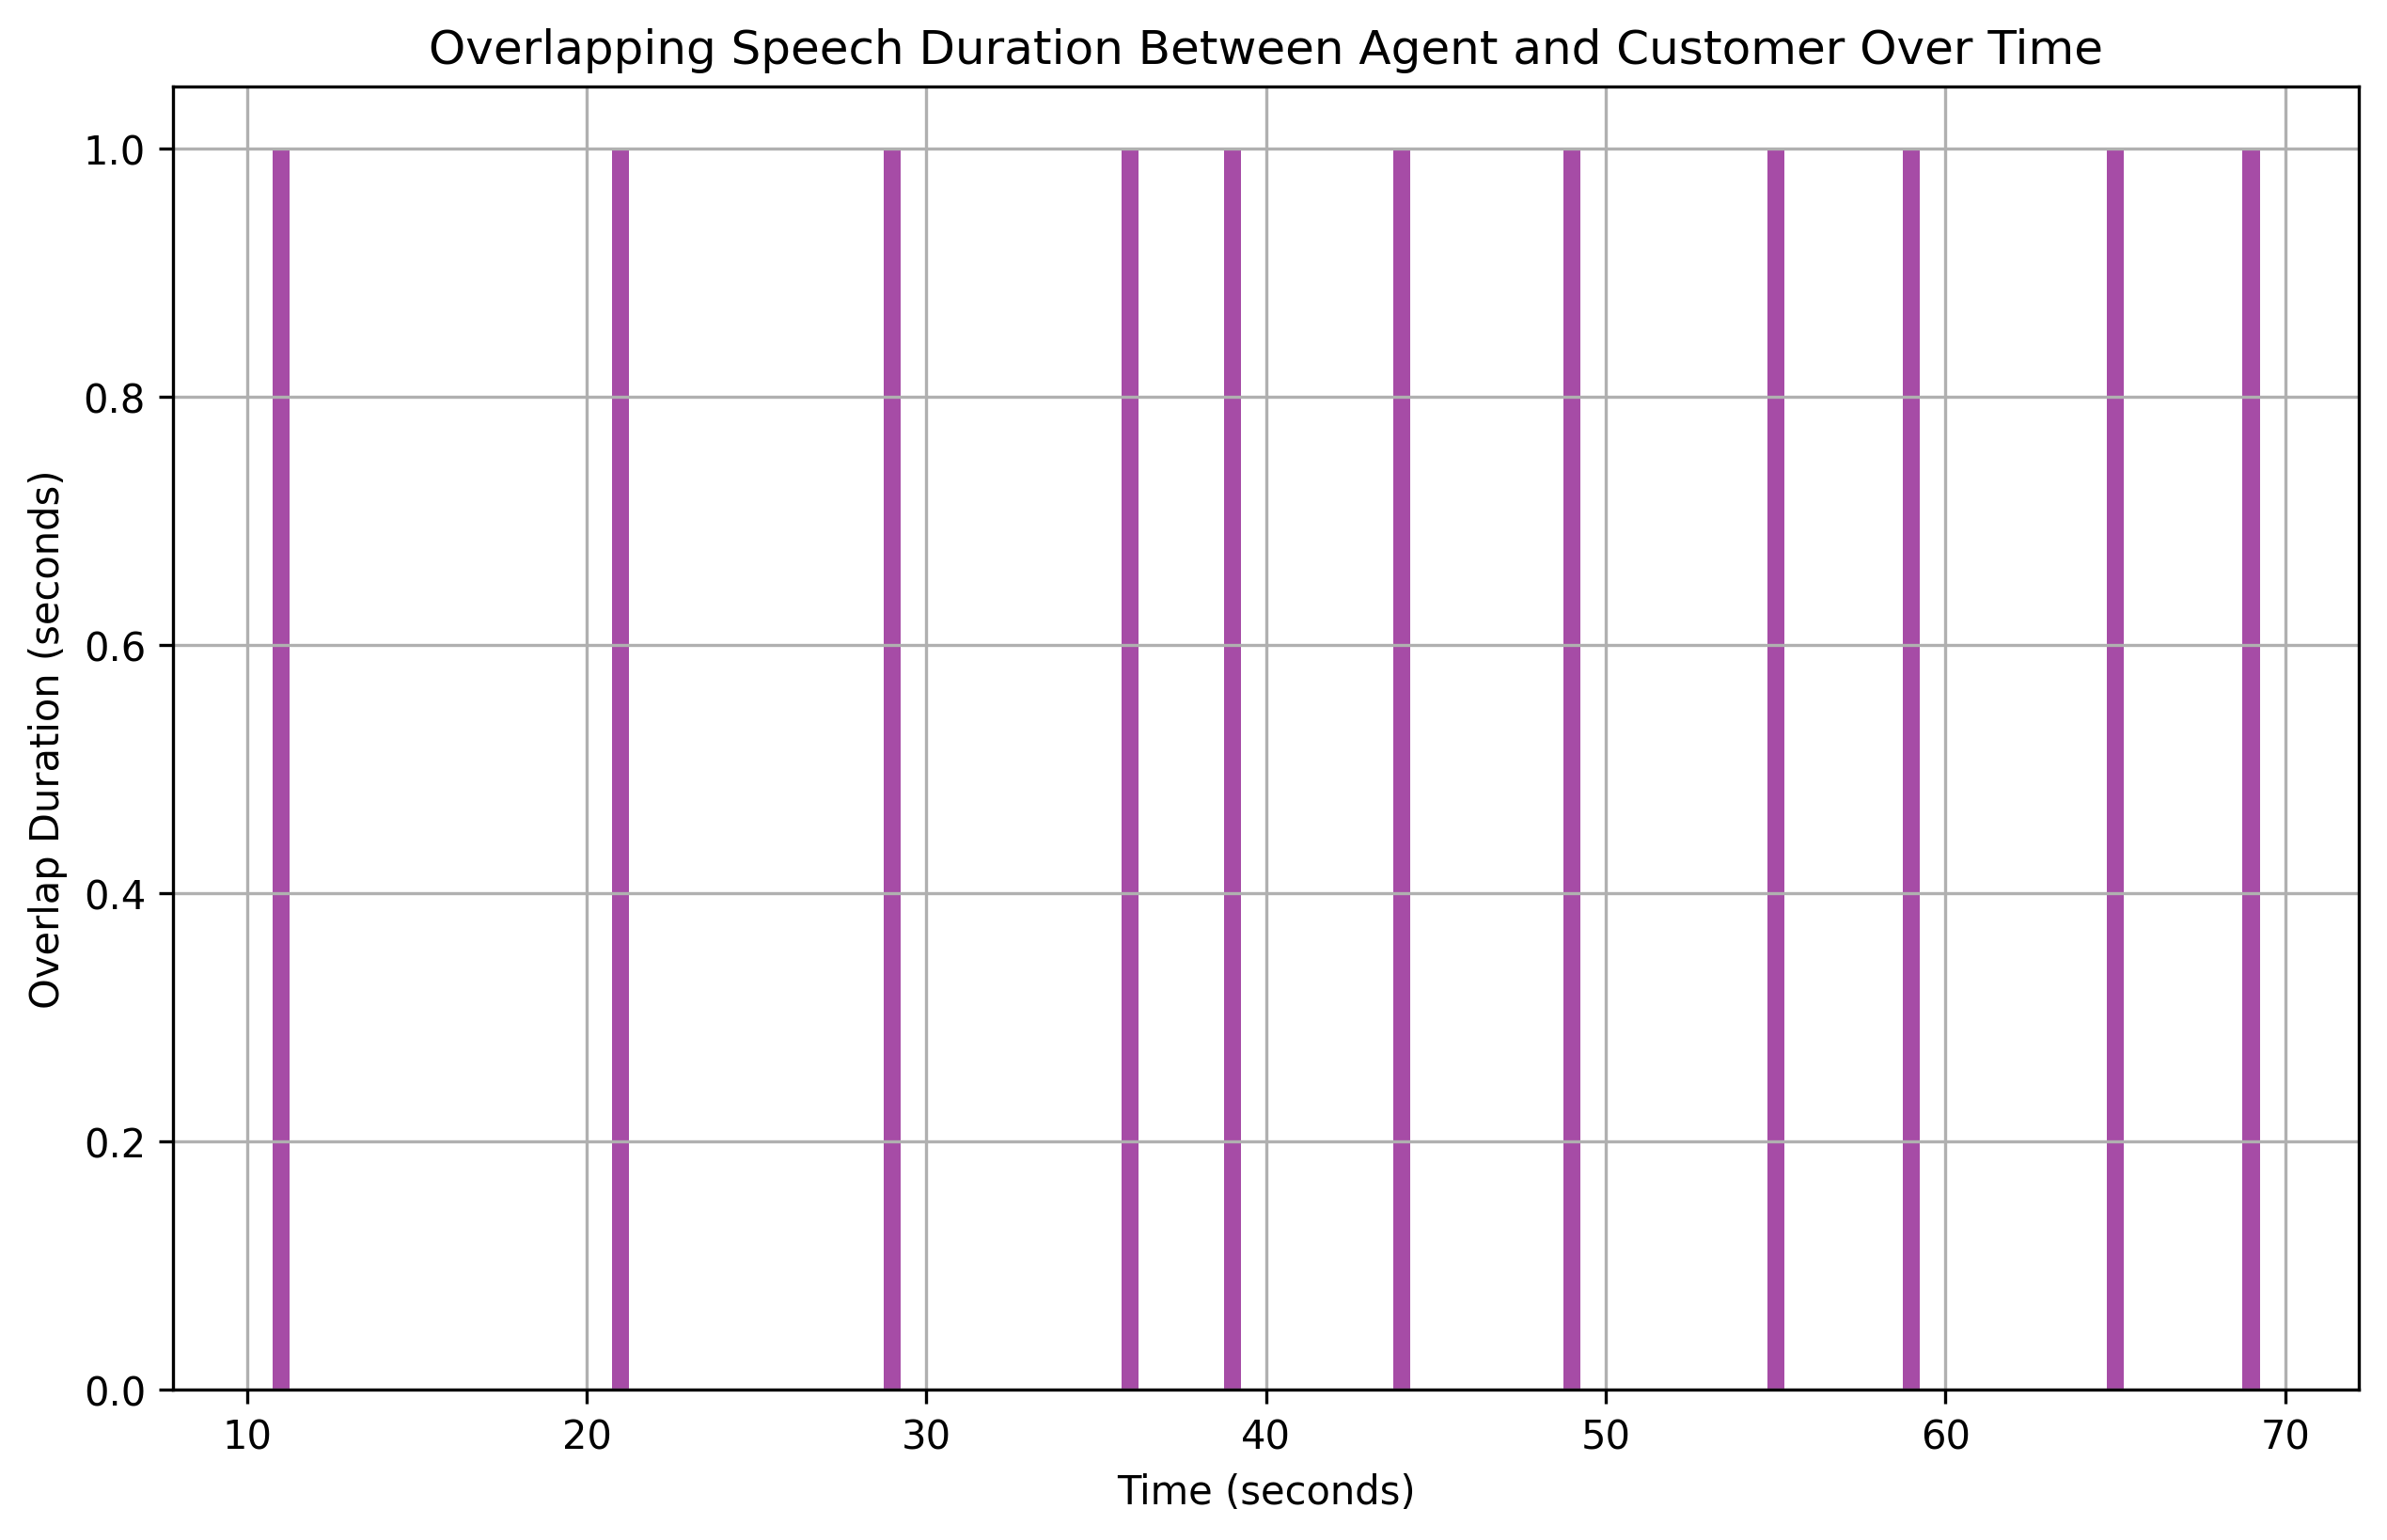 Overlapping Speech Duration Between Agent and Customer Over Time
Overlap Duration (seconds)
1.0
0.8
0.6
0.4
0.2
0.0
10 20 30 40 50 60 70
Time (seconds)